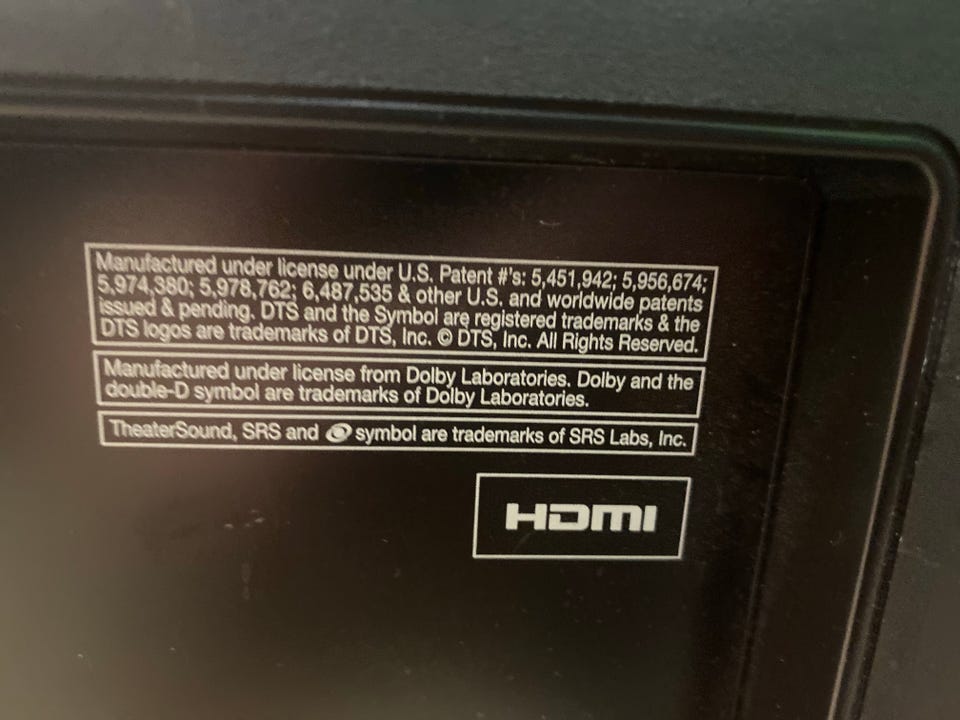 Manufactured under license under U.S. Patent #'s: 5,451,942; 5,956,674;
5,974,380; 5,978,762; 6,487,535 & other U.S. and worldwide patents
issued & pending. DTS and the Symbol are registered trademarks & the
DTS logos are trademarks of DTS, Inc. © DTS, Inc. All Rights Reserved.
Manufactured under license from Dolby Laboratories. Dolby and the
double-D symbol are trademarks of Dolby Laboratories.
TheaterSound, SRS and symbol are trademarks of SRS Labs, Inc.
HDMI